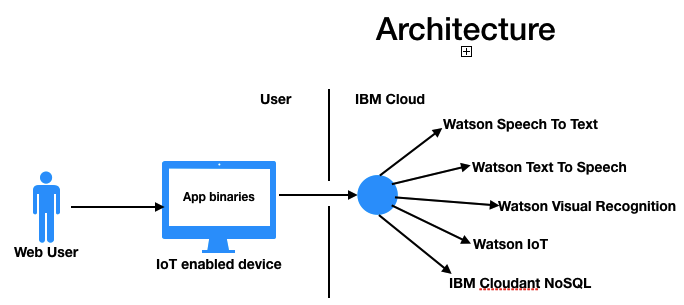 Architecture
User
IBM Cloud
Watson Speech To Text
Watson Text To Speech
App binaries
Watson Visual Recognition
Web User
Watson IoT
IoT enabled device
IBM Cloudant NoSQL